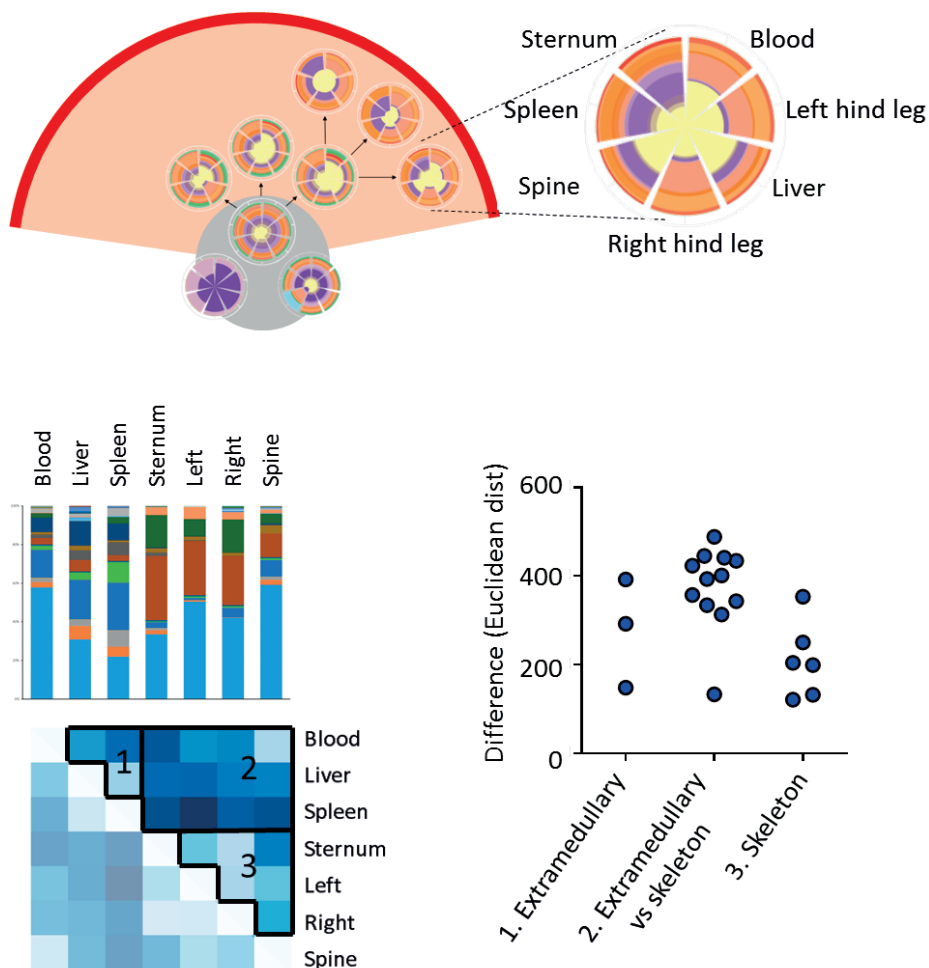 Sternum
Blood
Spleen
Left hind leg
Spine
Liver
Right hind leg
Blood
Liver
Spleen
Sternum
Left
Right
Spine
Blood
Liver
Spleen
Sternum
Left
Right
Spine
1
2
3
Difference (Euclidean dist)
600
400
200
0
1. Extramedullary
2. Extramedullary
vs skeleton
3. Skeleton